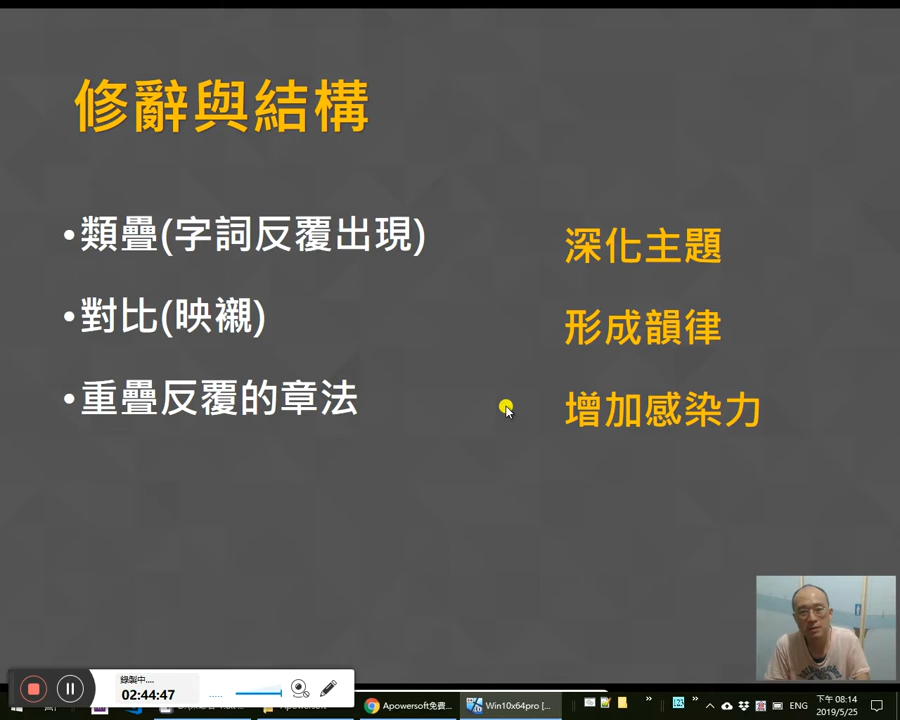 修辭與結構
•類疊(字詞反覆出現)
•對比(映襯)
•重疊反覆的章法
深化主題
形成韻律
增加感染力
錄製中....
02:44:47
Apowersoft免費...
Win10x64pro [...
ENG
下午 08:14
2019/5/25